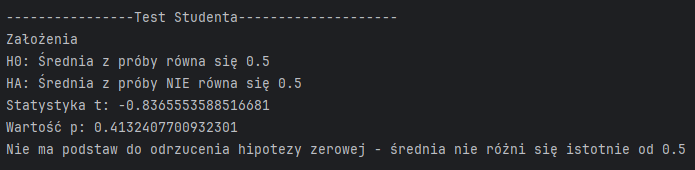 ----------------Test Studenta--------------------
Założenia
H0: Średnia z próby równa się 0.5
HA: Średnia z próby NIE równa się 0.5
Statystyka t: -0.8365553588516681
Wartość p: 0.4132407700932301
Nie ma podstaw do odrzucenia hipotezy zerowej - średnia nie różni się istotnie od 0.5